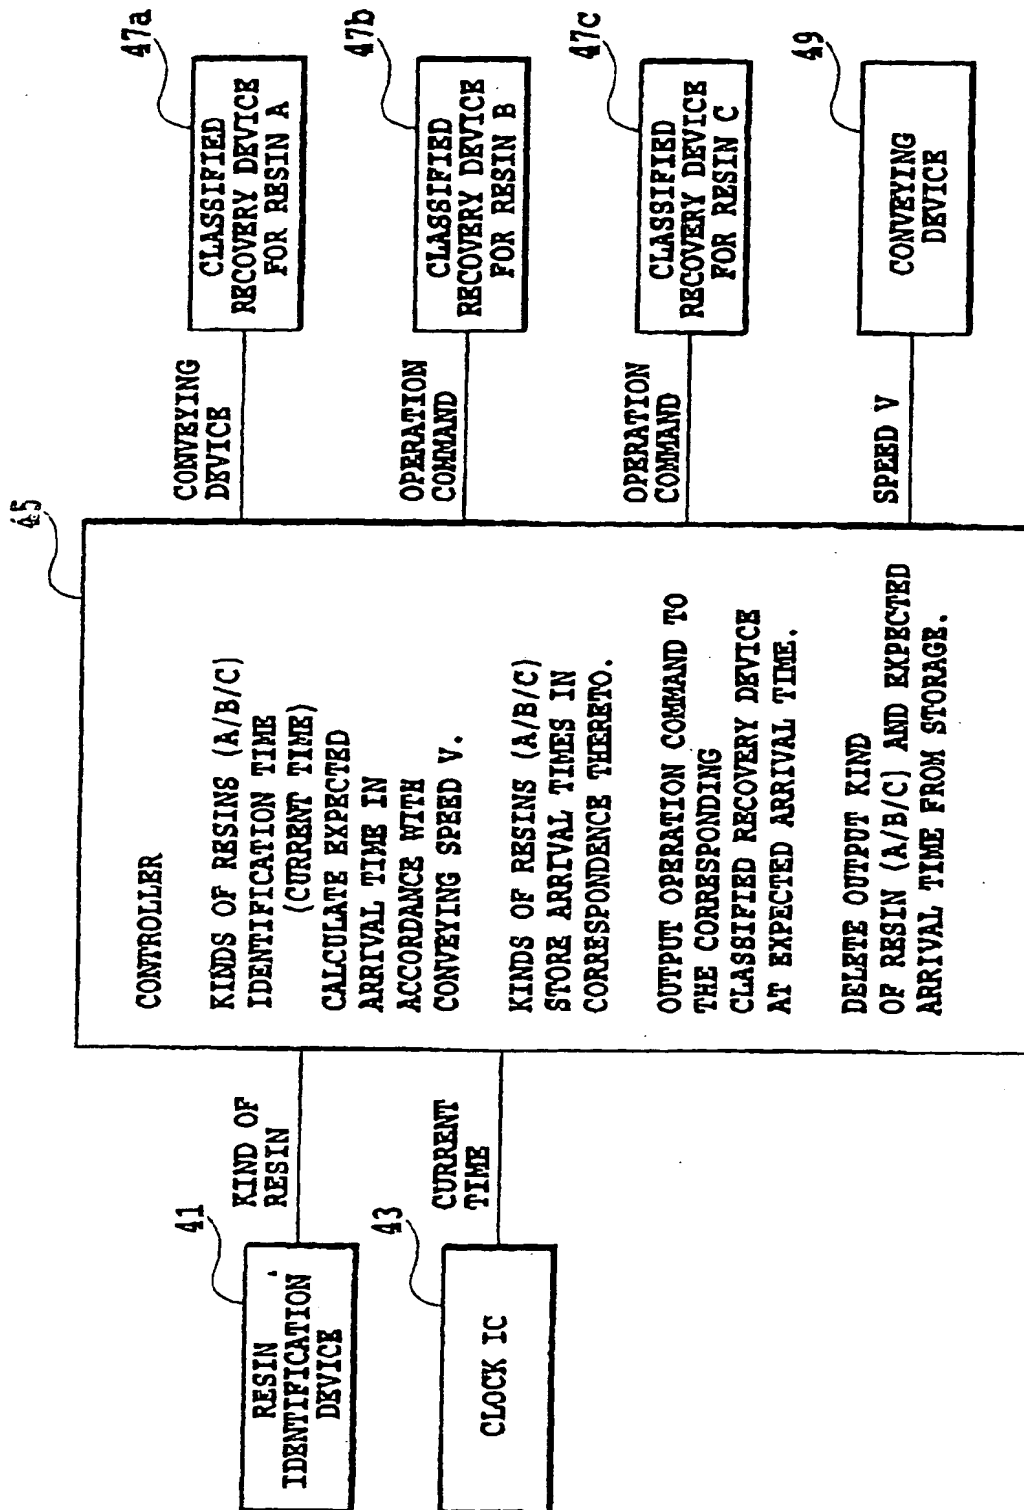 41
RESIN
IDENTIFICATION
DEVICE
KIND OF
RESIN
43
CLOCK IC
CURRENT
TIME
45
CONTROLLER
KINDS OF RESINS (A/B/C)
IDENTIFICATION TIME
(CURRENT TIME)
CALCULATE EXPECTED
ARRIVAL TIME IN
ACCORDANCE WITH
CONVEYING SPEED V.
KINDS OF RESINS (A/B/C)
STORE ARRIVAL TIMES IN
CORRESPONDENCE THERETO.
OUTPUT OPERATION COMMAND TO
THE CORRESPONDING
CLASSIFIED RECOVERY DEVICE
AT EXPECTED ARRIVAL TIME.
DELETE OUTPUT KIND
OF RESIN (A/B/C) AND EXPECTED
ARRIVAL TIME FROM STORAGE.
CONVEYING
DEVICE
47a
CLASSIFIED
RECOVERY DEVICE
FOR RESIN A
OPERATION
COMMAND
47b
CLASSIFIED
RECOVERY DEVICE
FOR RESIN B
OPERATION
COMMAND
47c
CLASSIFIED
RECOVERY DEVICE
FOR RESIN C
SPEED V
49
CONVEYING
DEVICE